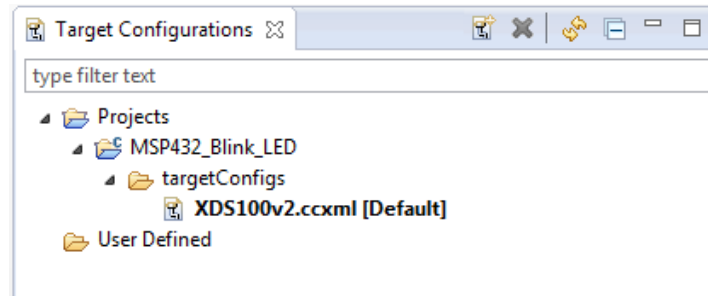 Target Configurations
type filter text
Projects
MSP432_Blink_LED
targetConfigs
XDS100v2.ccxml [Default]
User Defined